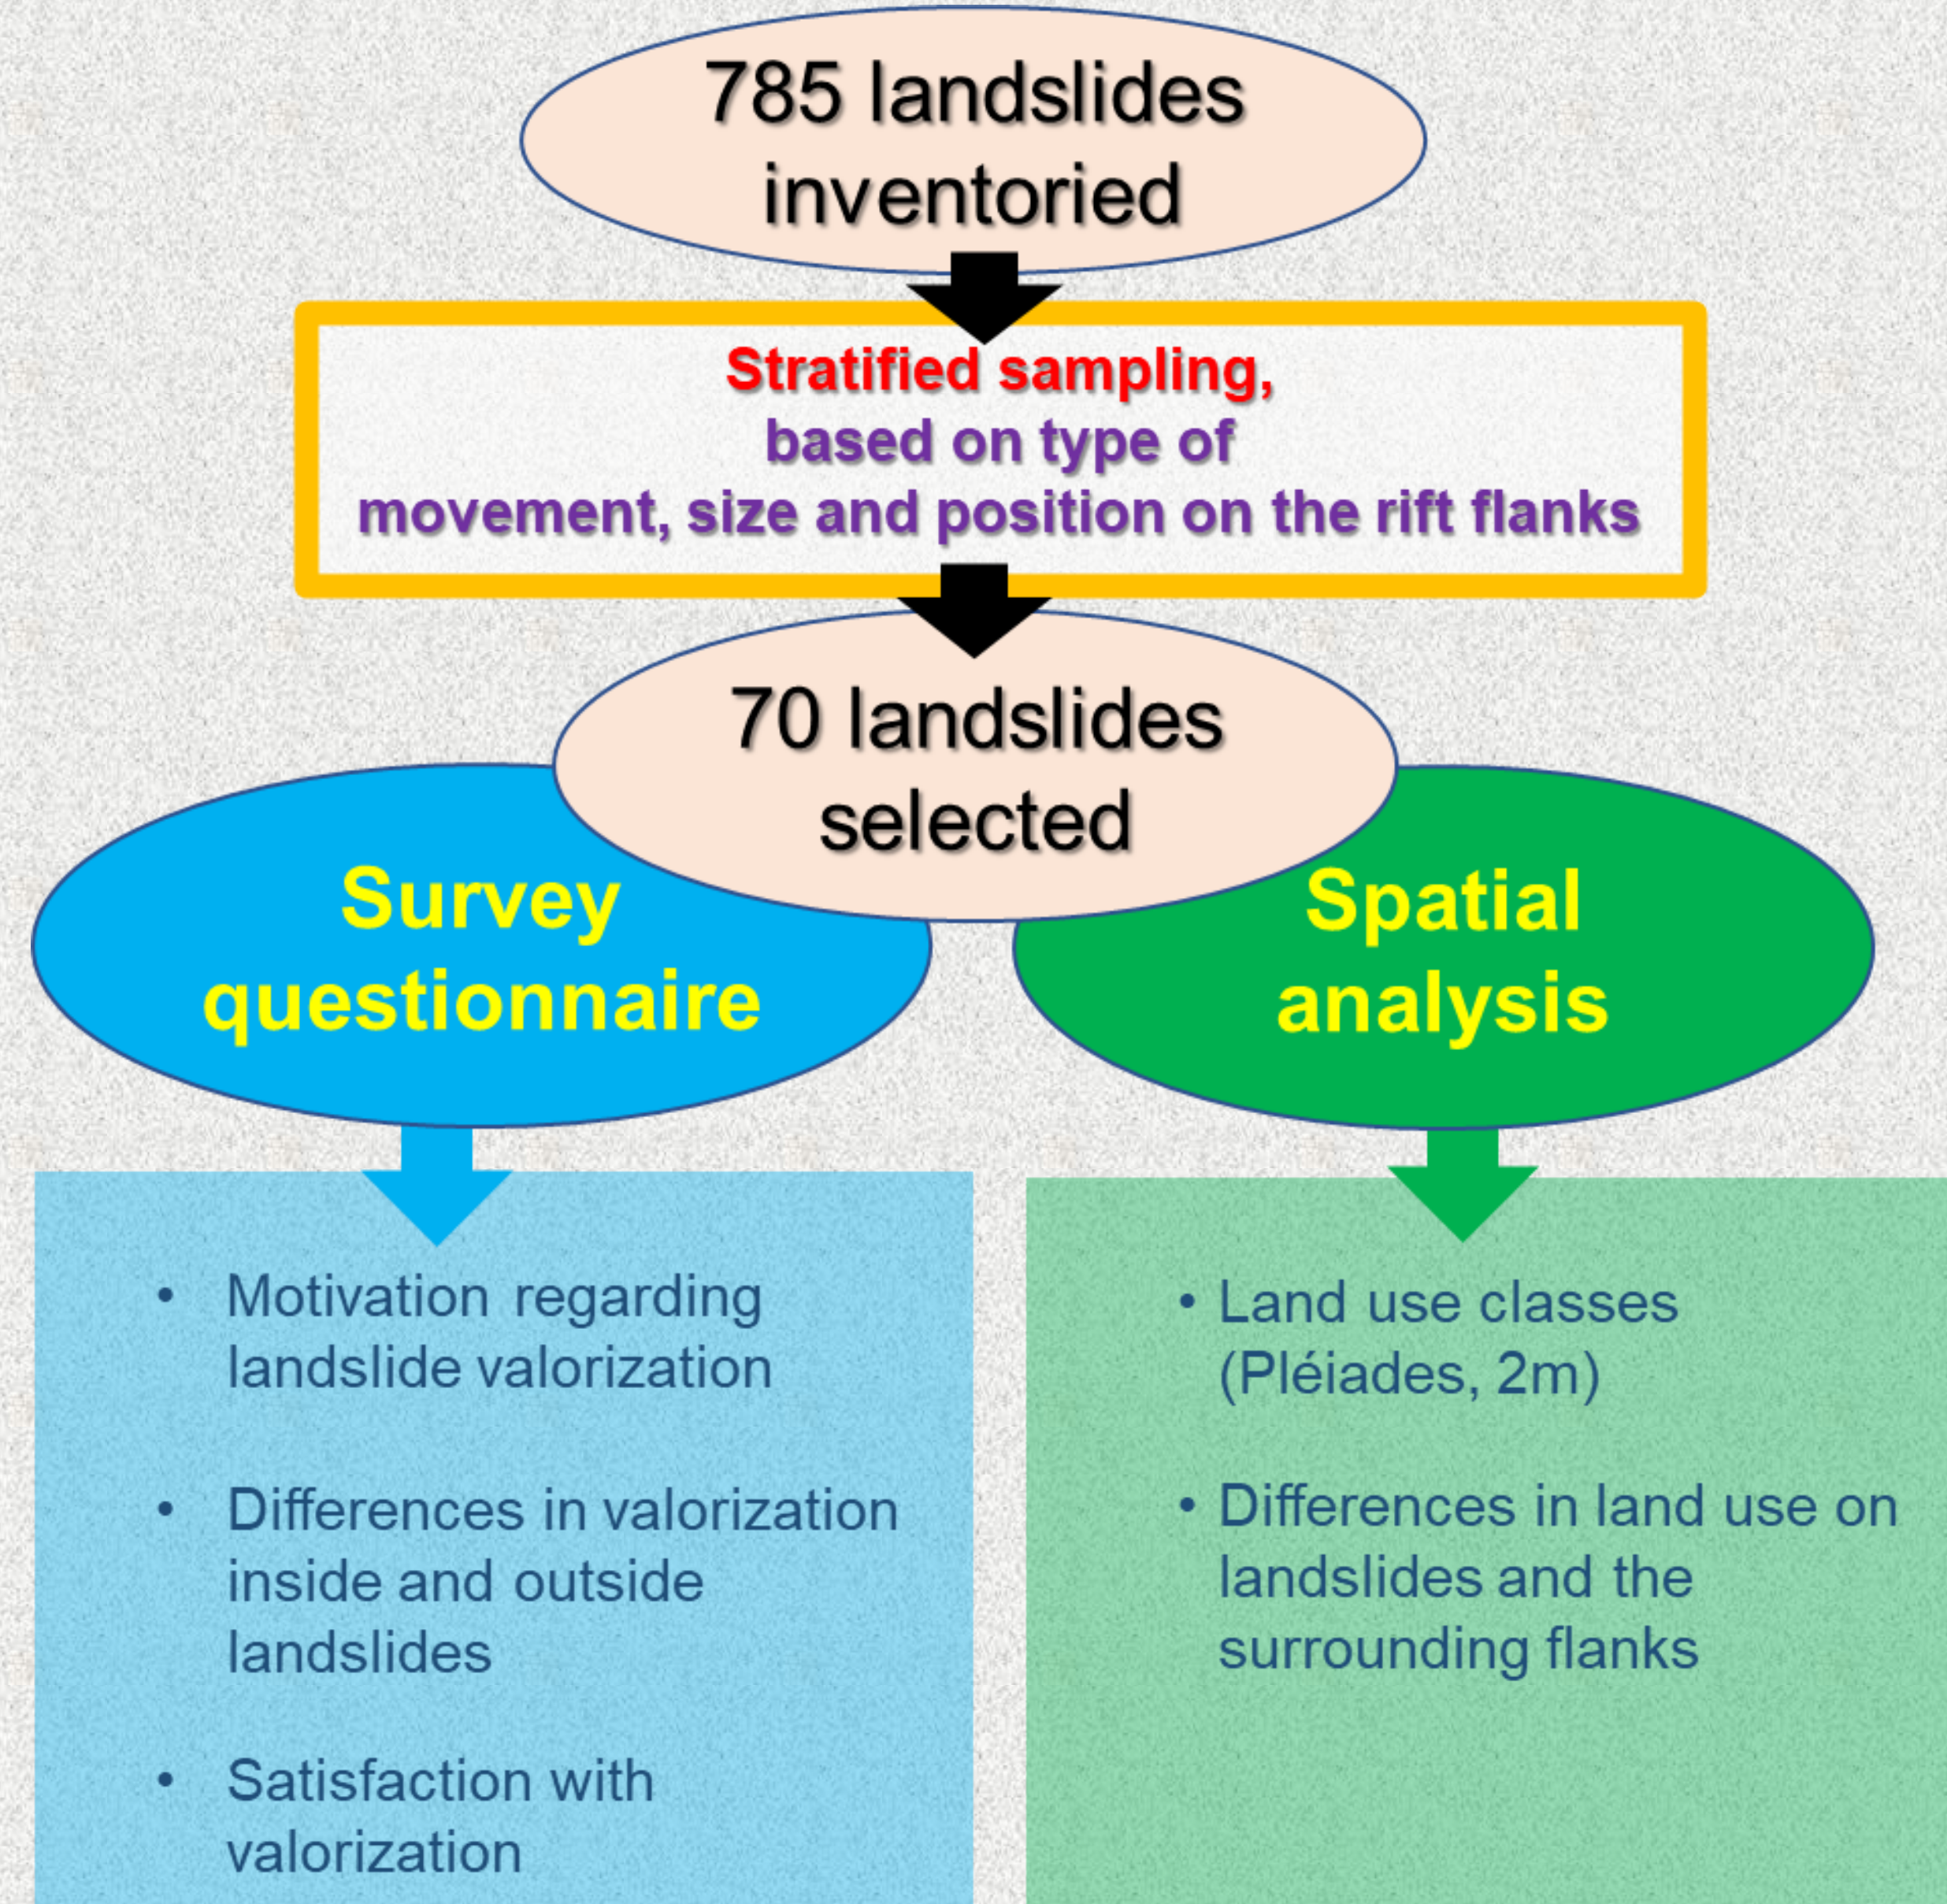 785 landslides
inventoried
Stratified sampling,
based on type of
movement, size and position on the rift flanks
70 landslides
selected
Survey
questionnaire
• Motivation regarding
landslide valorization
• Differences in valorization
inside and outside
landslides
• Satisfaction with
valorization
Spatial
analysis
• Land use classes
(Pléiades, 2m)
• Differences in land use on
landslides and the
surrounding flanks